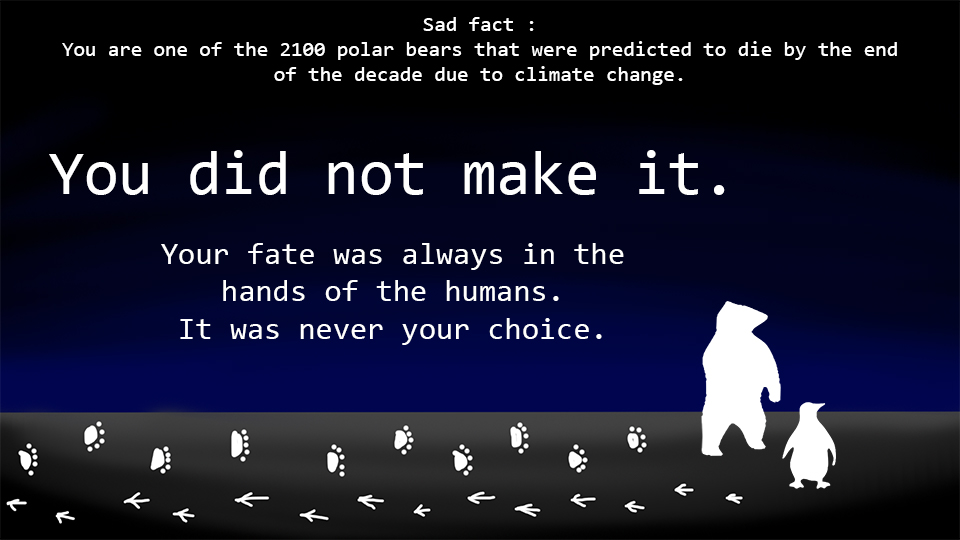 Sad fact :
You are one of the 2100 polar bears that were predicted to die by the end
of the decade due to climate change.
You did not make it.
Your fate was always in the
hands of the humans.
It was never your choice.